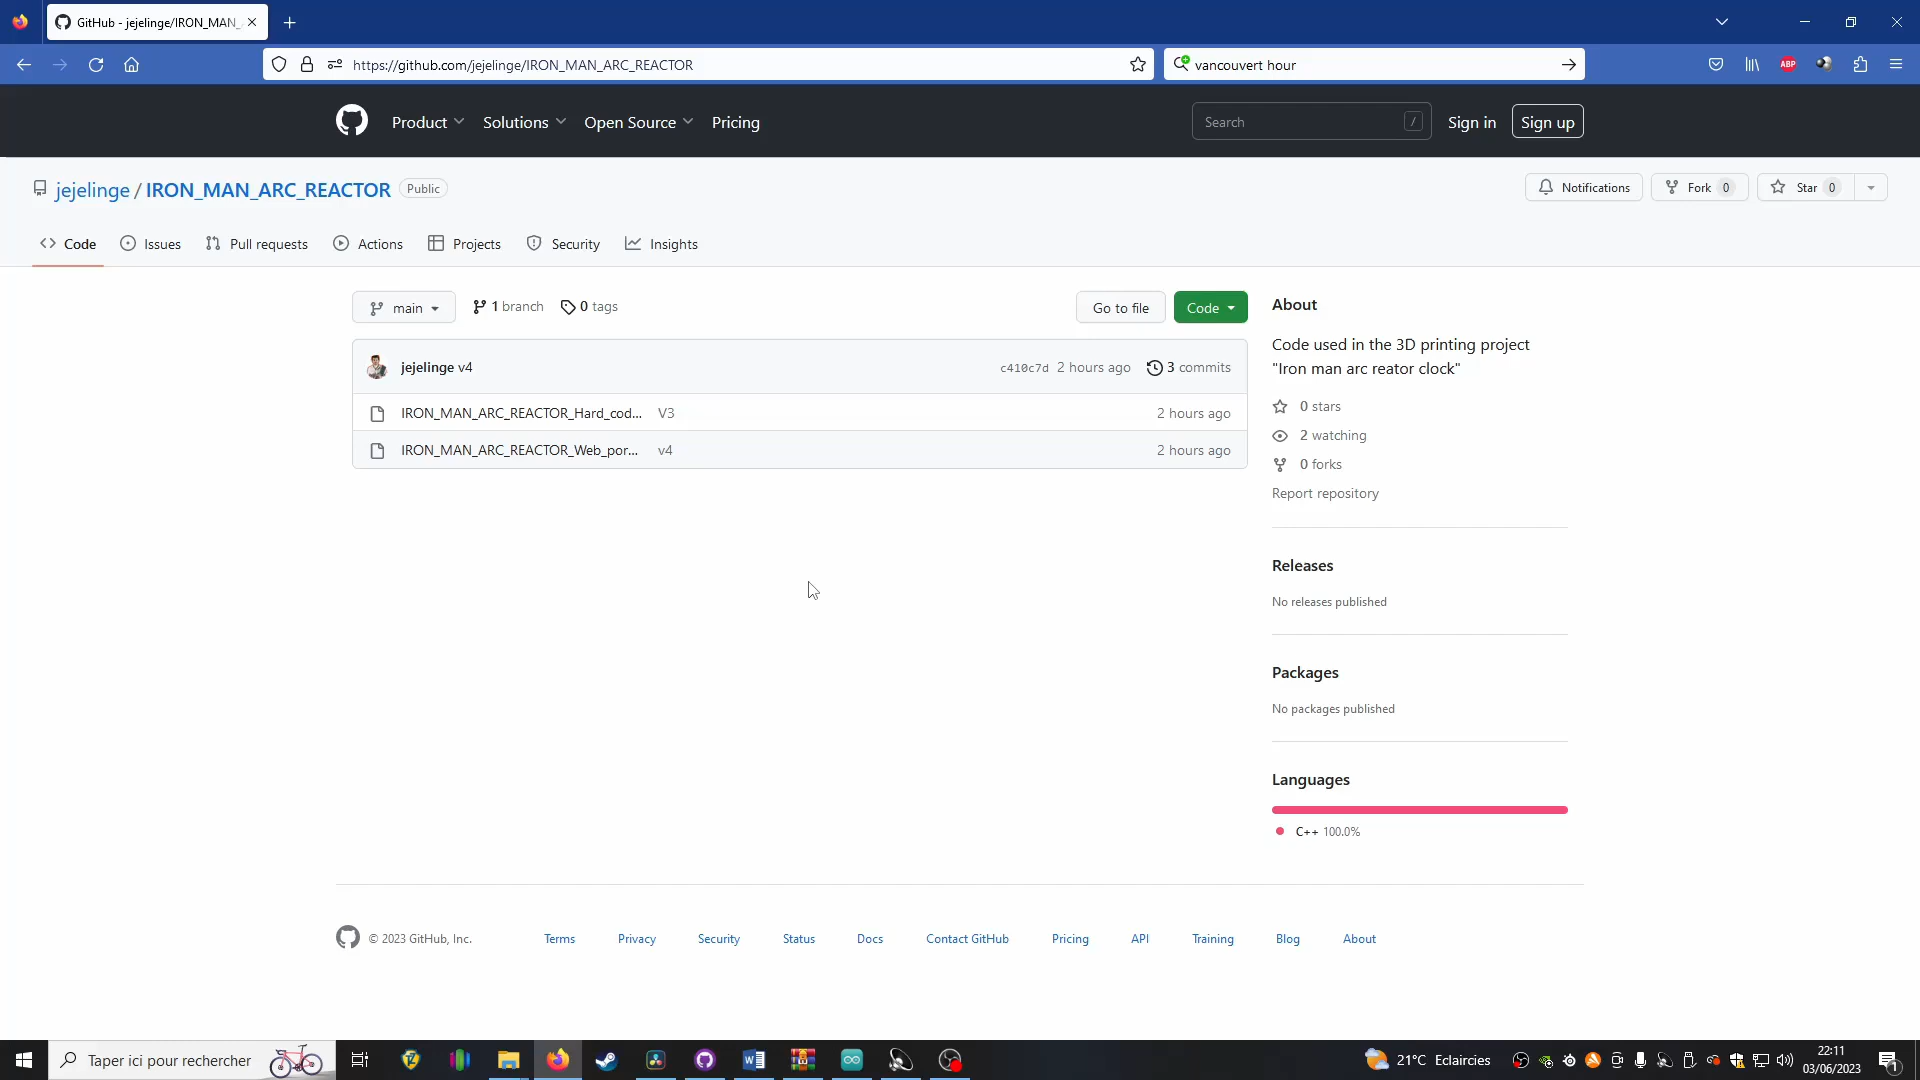 GitHub - jejelinge/IRON_MAN_
https://github.com/jejelinge/IRON_MAN_ARC_REACTOR
vancouvert hour
ABP
Product
Solutions
Open Source
Pricing
Search
/
Sign in
Sign up
jejelinge / IRON_MAN_ARC_REACTOR
Public
Notifications
Fork 0
Star 0
Code
Issues
Pull requests
Actions
Projects
Security
Insights
main
1 branch
0 tags
Go to file
Code
jejelinge v4
c410c7d 2 hours ago
3 commits
IRON_MAN_ARC_REACTOR_Hard_cod...
V3
2 hours ago
IRON_MAN_ARC_REACTOR_Web_por...
v4
2 hours ago
About
Code used in the 3D printing project
"Iron man arc reator clock"
0 stars
2 watching
0 forks
Report repository
Releases
No releases published
Packages
No packages published
Languages
C++ 100.0%
© 2023 GitHub, Inc.
Terms
Privacy
Security
Status
Docs
Contact GitHub
Pricing
API
Training
Blog
About
Taper ici pour rechercher
21°C Eclaircies
22:11
03/06/2023
1